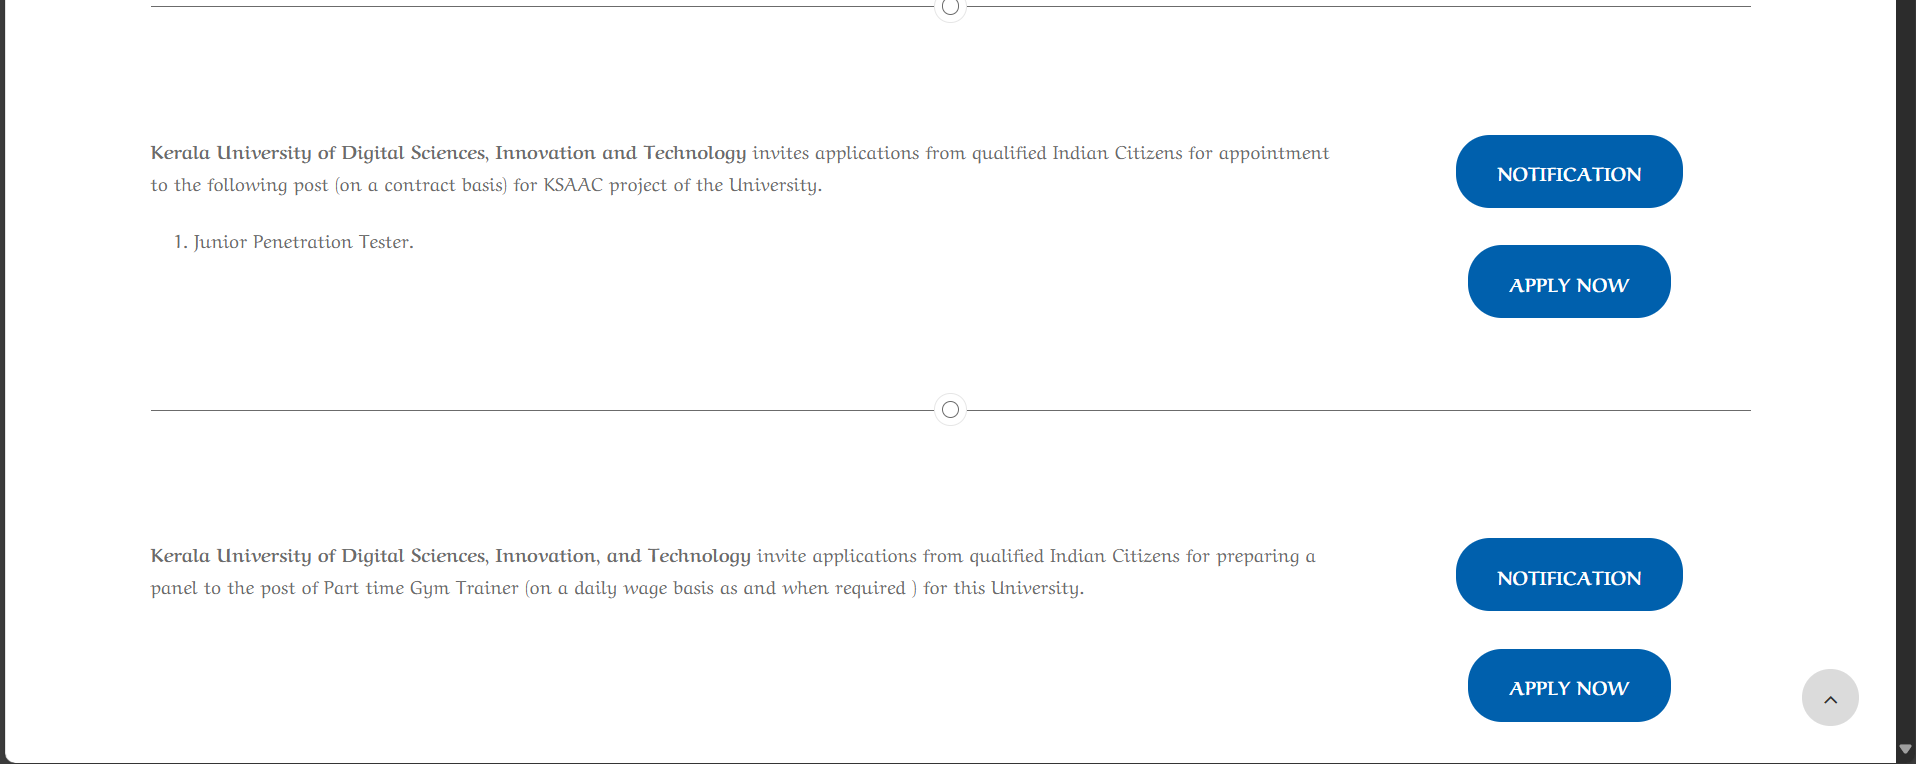 Kerala University of Digital Sciences, Innovation and Technology invites applications from qualified Indian Citizens for appointment
to the following post (on a contract basis) for KSAAC project of the University.
1. Junior Penetration Tester.
NOTIFICATION
APPLY NOW
Kerala University of Digital Sciences, Innovation, and Technology invite applications from qualified Indian Citizens for preparing a
panel to the post of Part time Gym Trainer (on a daily wage basis as and when required ) for this University.
NOTIFICATION
APPLY NOW